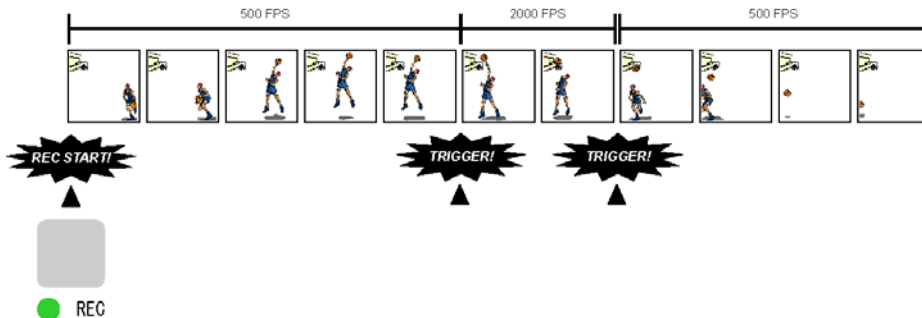 500 FPS
2000 FPS
500 FPS
REC START!
TRIGGER!
TRIGGER!
REC